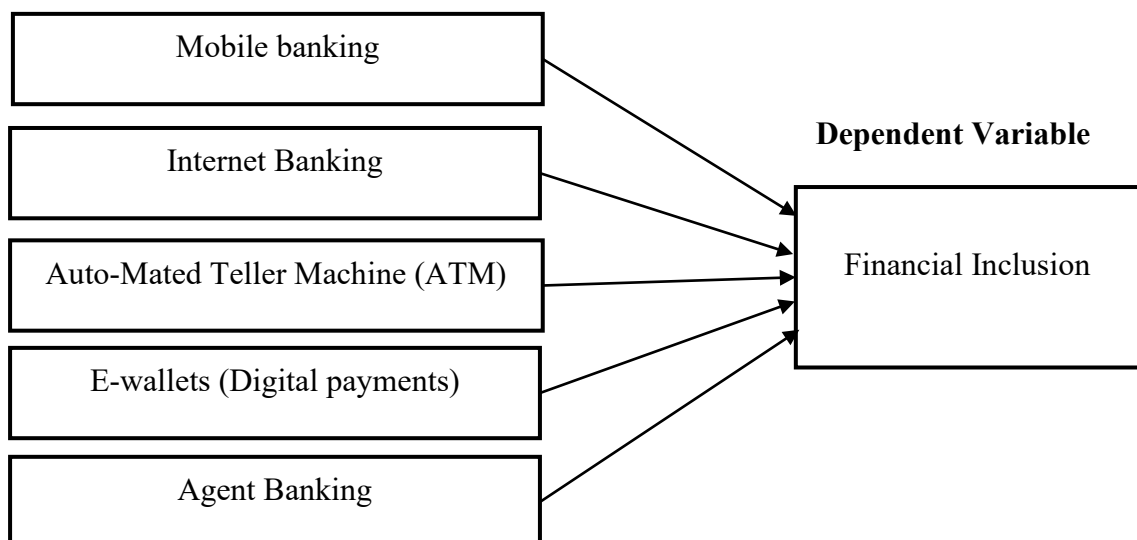 Mobile banking
Internet Banking
Auto-Mated Teller Machine (ATM)
E-wallets (Digital payments)
Agent Banking
Dependent Variable
Financial Inclusion